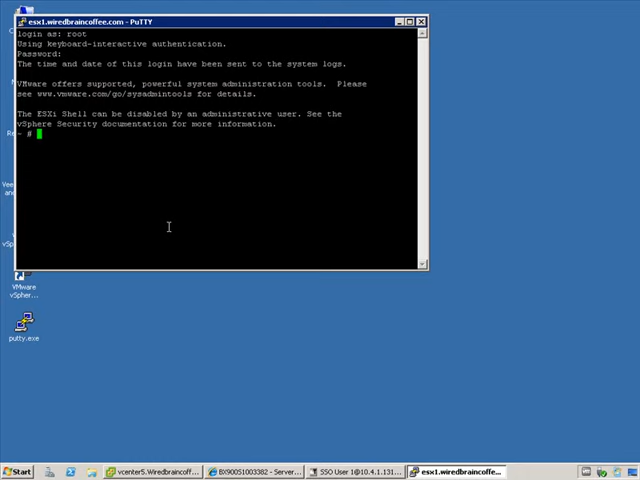 esx1.wiredbraincoffee.com - PuTTY
login as: root
Using keyboard-interactive authentication.
Password:
The time and date of this login have been sent to the system logs.
VMware offers supported, powerful system administration tools.  Please
see www.vmware.com/go/sysadmintools for details.
The ESXi Shell can be disabled by an administrative user. See the
vSphere Security documentation for more information.
~ #
VMware
vSpher...
putty.exe
Start
vcenter5.Wiredbraincoff...
BX90051003382 - Server...
SSO User 1@10.4.1.131...
esx1.wiredbraincoffe...